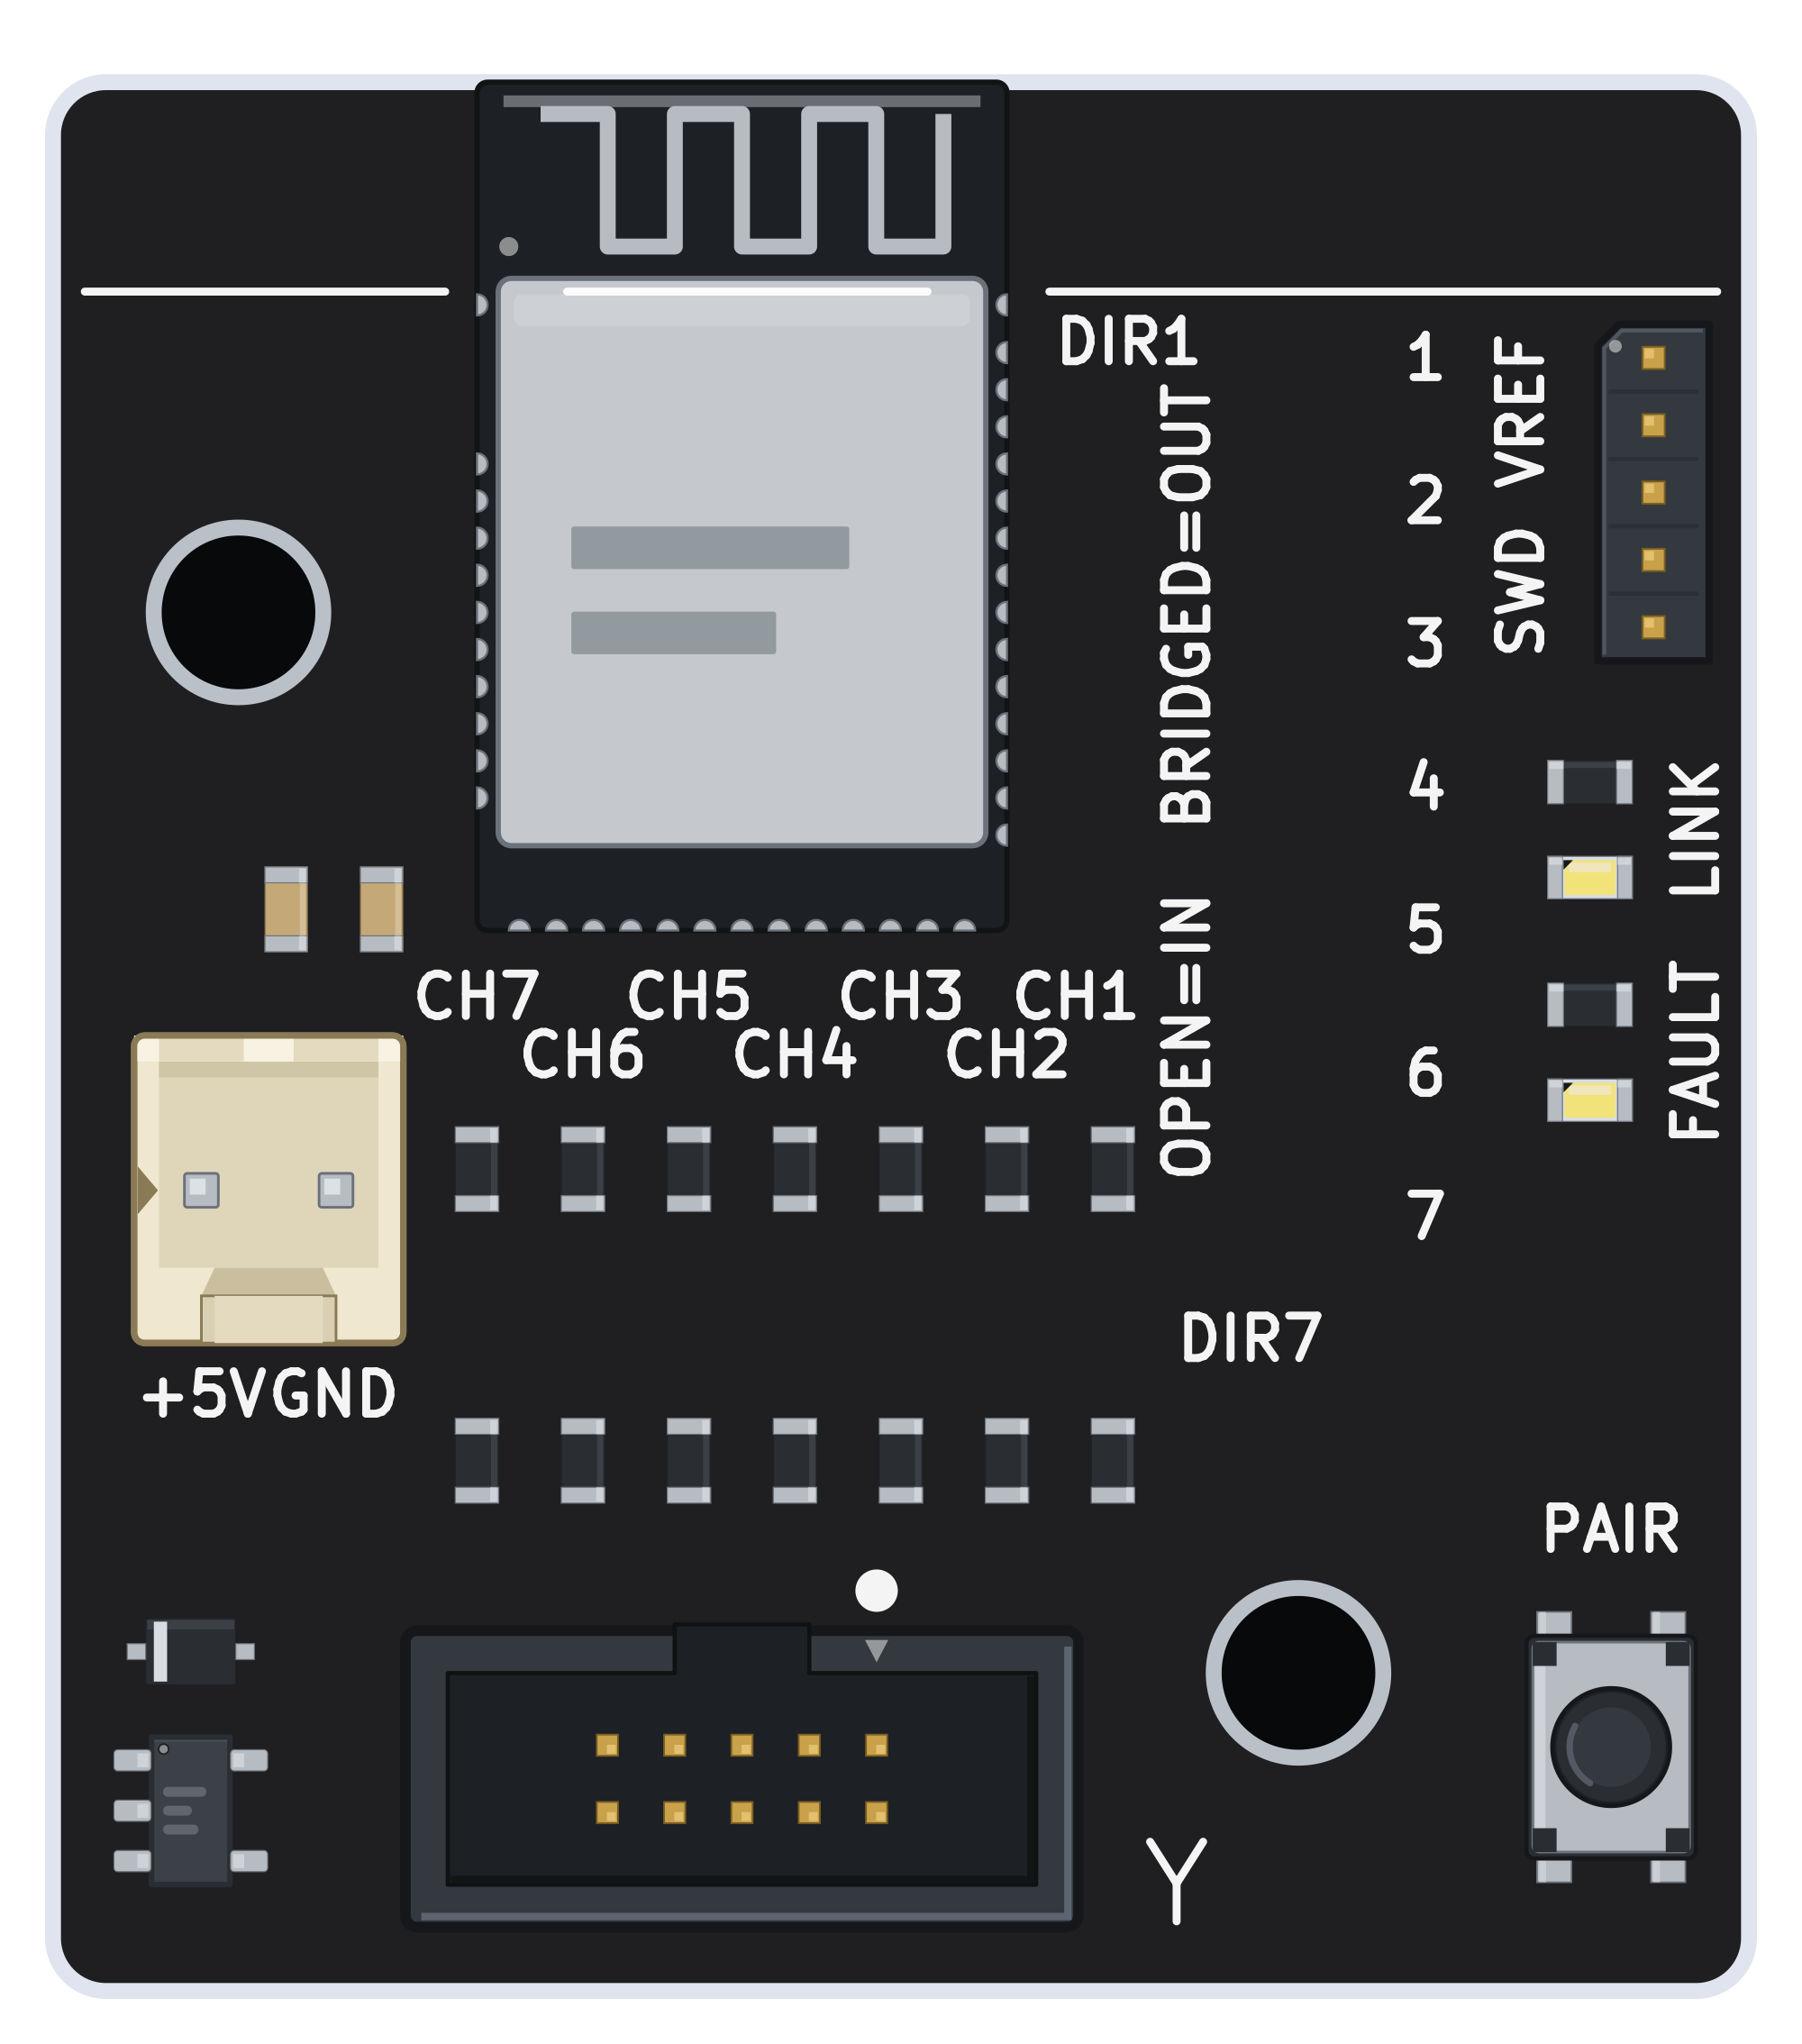 DIR1
1
2
3
4
5
6
7
SWD VREF
OPEN=IN BRIDGED=OUT
LINK
FAULT
CH7 CH5 CH3 CH1
CH6 CH4 CH2
DIR7
+5VGND
PAIR
Y